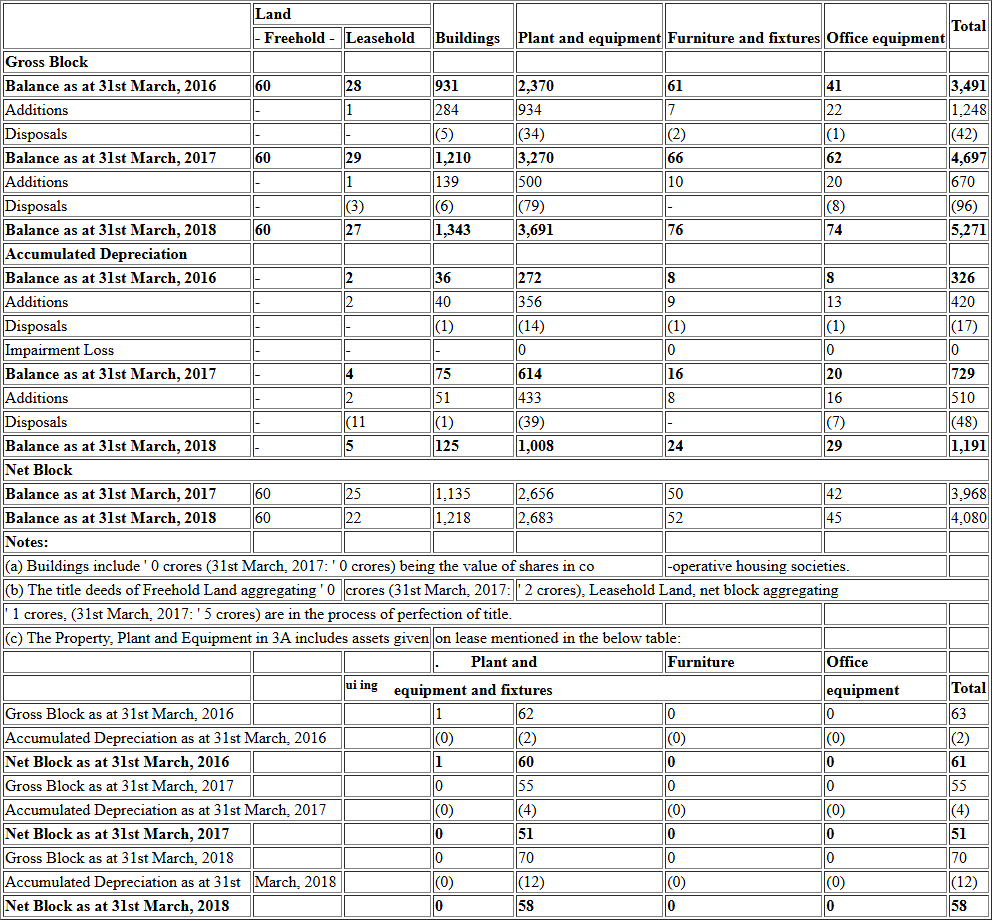 Land
- Freehold - Leasehold Buildings Plant and equipment Furniture and fixtures Office equipment Total
Gross Block
Balance as at 31st March, 2016 60 28 931 2,370 61 41 3,491
Additions - 1 284 934 7 22 1,248
Disposals - - (5) (34) (2) (1) (42)
Balance as at 31st March, 2017 60 29 1,210 3,270 66 62 4,697
Additions - 1 139 500 10 20 670
Disposals - (3) (6) (79) - (8) (96)
Balance as at 31st March, 2018 60 27 1,343 3,691 76 74 5,271
Accumulated Depreciation
Balance as at 31st March, 2016 - 2 36 272 8 8 326
Additions - 2 40 356 9 13 420
Disposals - - (1) (14) (1) (1) (17)
Impairment Loss - - - 0 0 0 0
Balance as at 31st March, 2017 - 4 75 614 16 20 729
Additions - 2 51 433 8 16 510
Disposals - (11 (1) (39) - (7) (48)
Balance as at 31st March, 2018 - 5 125 1,008 24 29 1,191
Net Block
Balance as at 31st March, 2017 60 25 1,135 2,656 50 42 3,968
Balance as at 31st March, 2018 60 22 1,218 2,683 52 45 4,080
Notes:
(a) Buildings include ' 0 crores (31st March, 2017: ' 0 crores) being the value of shares in co -operative housing societies.
(b) The title deeds of Freehold Land aggregating ' 0 crores (31st March, 2017: ' 2 crores), Leasehold Land, net block aggregating
' 1 crores, (31st March, 2017: ' 5 crores) are in the process of perfection of title.
(c) The Property, Plant and Equipment in 3A includes assets given on lease mentioned in the below table:
. Plant and Furniture Office
ui ing equipment and fixtures equipment Total
Gross Block as at 31st March, 2016 1 62 0 0 63
Accumulated Depreciation as at 31st March, 2016 (0) (2) (0) (0) (2)
Net Block as at 31st March, 2016 1 60 0 0 61
Gross Block as at 31st March, 2017 0 55 0 0 55
Accumulated Depreciation as at 31st March, 2017 (0) (4) (0) (0) (4)
Net Block as at 31st March, 2017 0 51 0 0 51
Gross Block as at 31st March, 2018 0 70 0 0 70
Accumulated Depreciation as at 31st March, 2018 (0) (12) (0) (0) (12)
Net Block as at 31st March, 2018 0 58 0 0 58